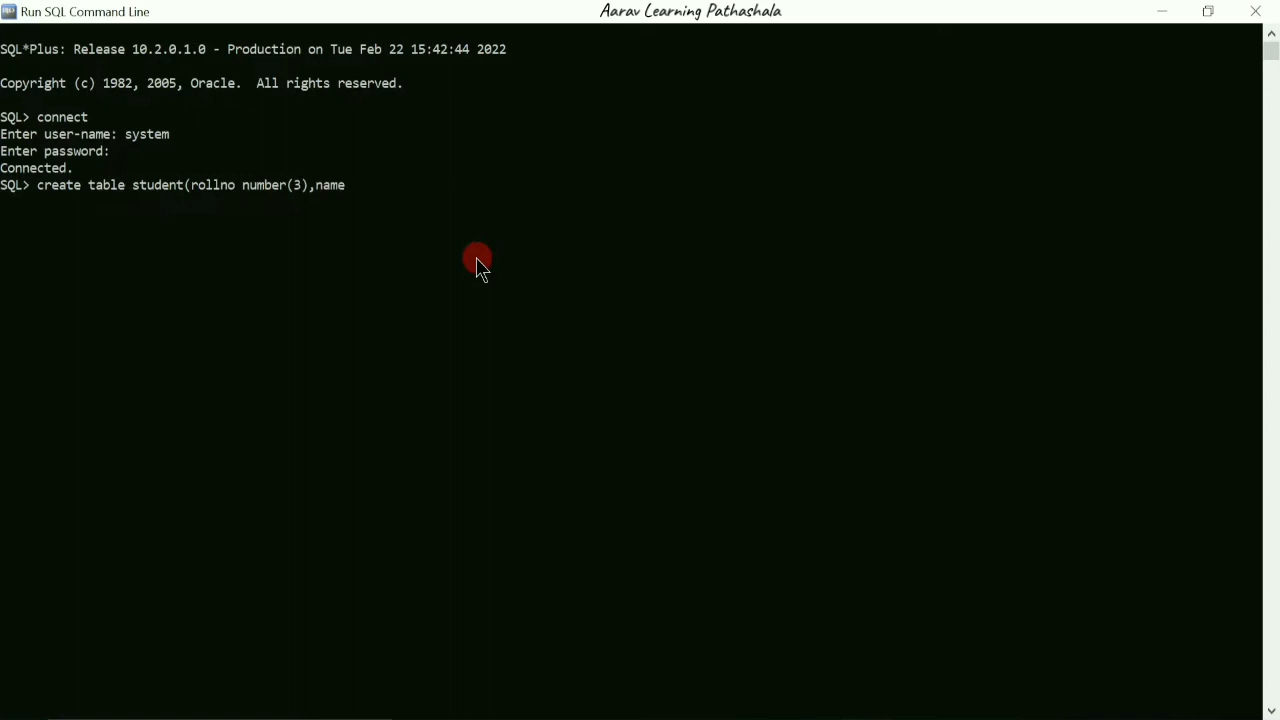 Run SQL Command Line
Aarav Learning Pathashala
SQL*Plus: Release 10.2.0.1.0 - Production on Tue Feb 22 15:42:44 2022
Copyright (c) 1982, 2005, Oracle.  All rights reserved.
SQL> connect
Enter user-name: system
Enter password:
Connected.
SQL> create table student(rollno number(3),name